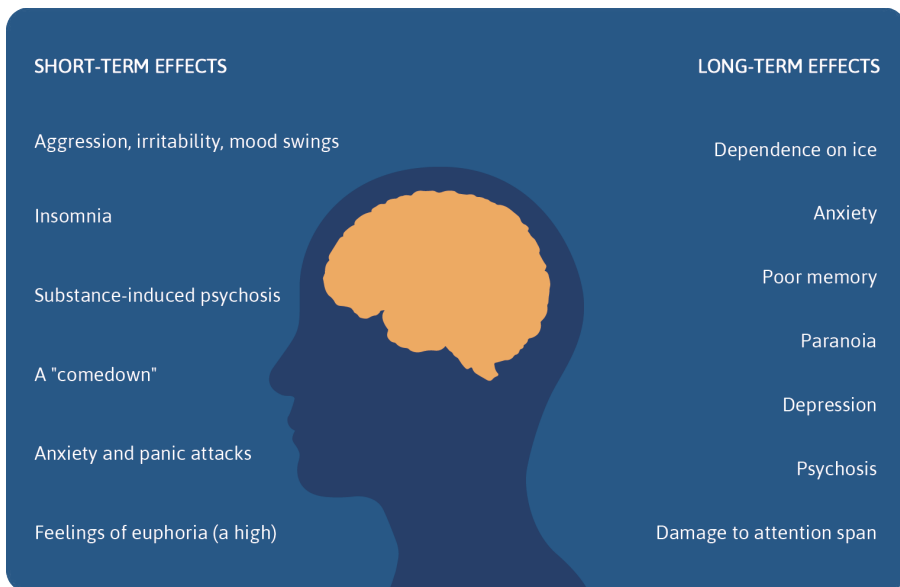 SHORT-TERM EFFECTS
Aggression, irritability, mood swings
Insomnia
Substance-induced psychosis
A "comedown"
Anxiety and panic attacks
Feelings of euphoria (a high)
LONG-TERM EFFECTS
Dependence on ice
Anxiety
Poor memory
Paranoia
Depression
Psychosis
Damage to attention span